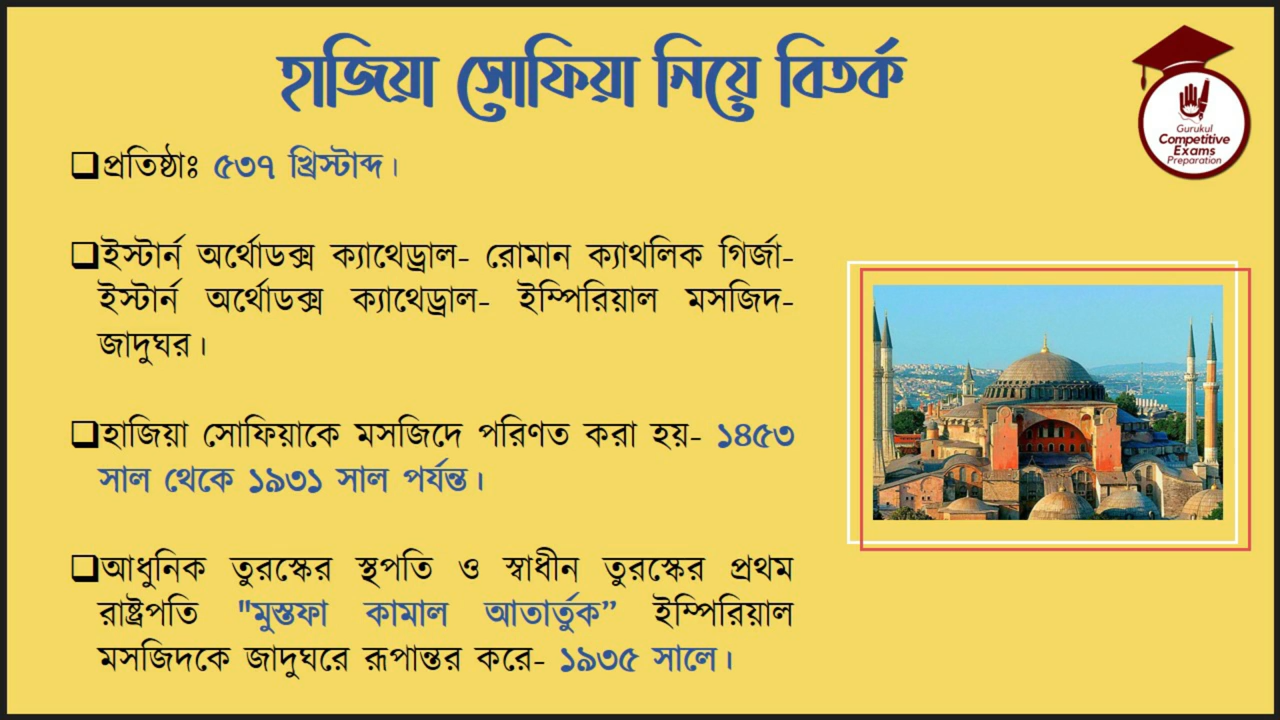 হাজিয়া সোফিয়া নিয়ে বিতর্ক
Gurukul
Competitive
Exams
Preparation
❑প্রতিষ্ঠাঃ ৫৩৭ খ্রিস্টাব্দ।
❑ইস্টার্ন অর্থোডক্স ক্যাথেড্রাল- রোমান ক্যাথলিক গির্জা-
ইস্টার্ন অর্থোডক্স ক্যাথেড্রাল- ইম্পিরিয়াল মসজিদ-
জাদুঘর।
❑হাজিয়া সোফিয়াকে মসজিদে পরিণত করা হয়- ১৪৫৩
সাল থেকে ১৯৩১ সাল পর্যন্ত।
❑আধুনিক তুরস্কের স্থপতি ও স্বাধীন তুরস্কের প্রথম
রাষ্ট্রপতি "মুস্তফা কামাল আতার্তুক” ইম্পিরিয়াল
মসজিদকে জাদুঘরে রূপান্তর করে- ১৯৩৫ সালে।